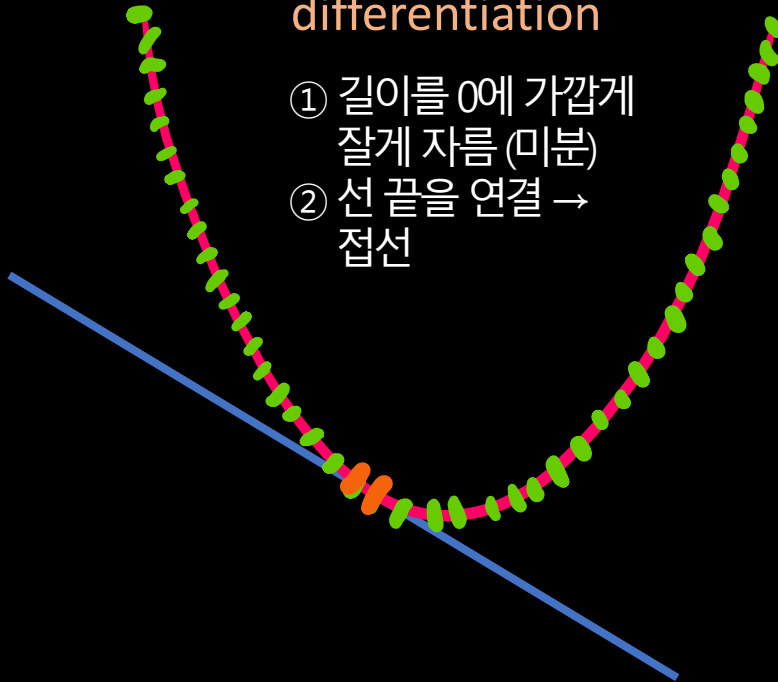 differentiation
① 길이를 0에 가깝게
잘게 자름 (미분)
② 선 끝을 연결 →
접선